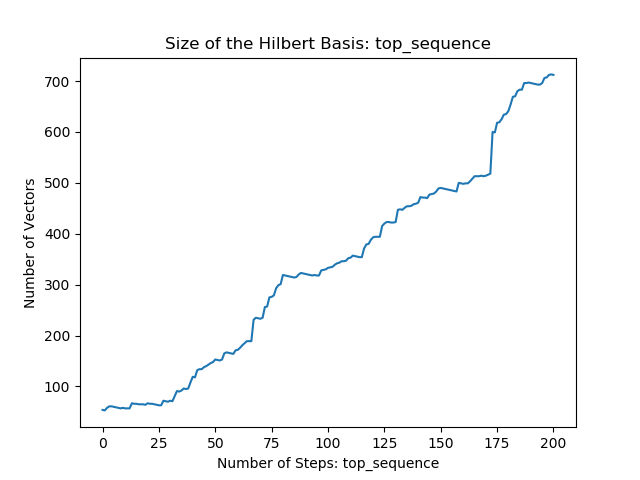 Size of the Hilbert Basis: top_sequence
Number of Vectors
700
600
500
400
300
200
100
0 25 50 75 100 125 150 175 200
Number of Steps: top_sequence